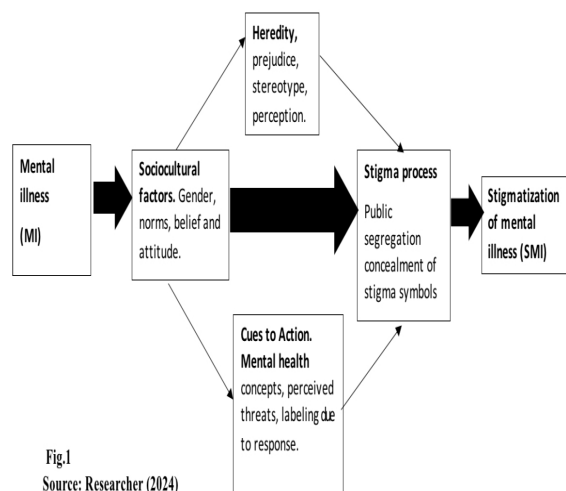 Heredity,
prejudice,
stereotype,
perception.
Mental
illness
(MI)
Sociocultural
factors. Gender,
norms, belief and
attitude.
Stigma process
Public
segregation
concealment of
stigma symbols
Stigmatization
of mental
illness (SMI)
Cues to Action.
Mental health
concepts, perceived
threats, labeling due
to response.
Fig.1
Source: Researcher (2024)